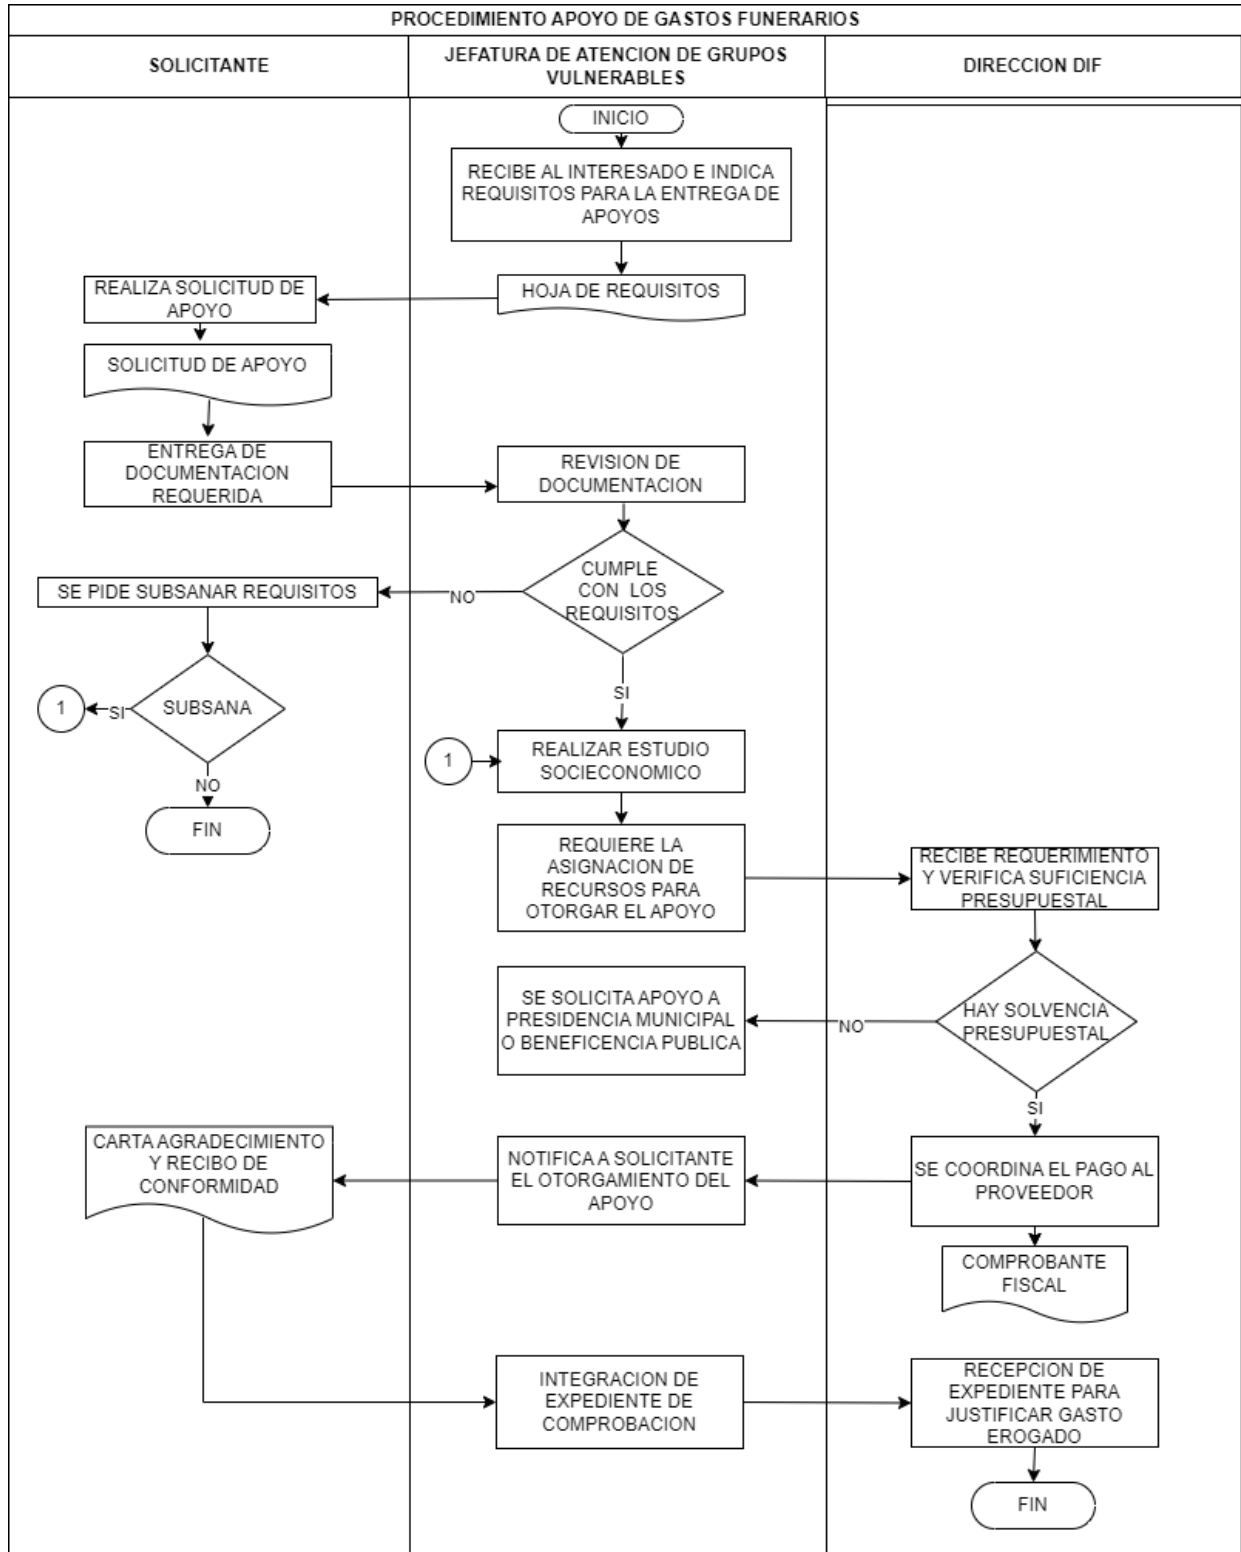 PROCEDIMIENTO APOYO DE GASTOS FUNERARIOS
SOLICITANTE
JEFATURA DE ATENCION DE GRUPOS
VULNERABLES
DIRECCION DIF
INICIO
RECIBE AL INTERESADO E INDICA
REQUISITOS PARA LA ENTREGA DE
APOYOS
HOJA DE REQUISITOS
REALIZA SOLICITUD DE
APOYO
SOLICITUD DE APOYO
ENTREGA DE
DOCUMENTACION
REQUERIDA
REVISION DE
DOCUMENTACION
CUMPLE
CON LOS
REQUISITOS
NO
SE PIDE SUBSANAR REQUISITOS
SUBSANA
SI
1
NO
FIN
SI
1
REALIZAR ESTUDIO
SOCIECONOMICO
REQUIERE LA
ASIGNACION DE
RECURSOS PARA
OTORGAR EL APOYO
RECIBE REQUERIMIENTO
Y VERIFICA SUFICIENCIA
PRESUPUESTAL
HAY SOLVENCIA
PRESUPUESTAL
NO
SE SOLICITA APOYO A
PRESIDENCIA MUNICIPAL
O BENEFICENCIA PUBLICA
SI
SE COORDINA EL PAGO AL
PROVEEDOR
COMPROBANTE
FISCAL
NOTIFICA A SOLICITANTE
EL OTORGAMIENTO DEL
APOYO
CARTA AGRADECIMIENTO
Y RECIBO DE
CONFORMIDAD
INTEGRACION DE
EXPEDIENTE DE
COMPROBACION
RECEPCION DE
EXPEDIENTE PARA
JUSTIFICAR GASTO
EROGADO
FIN